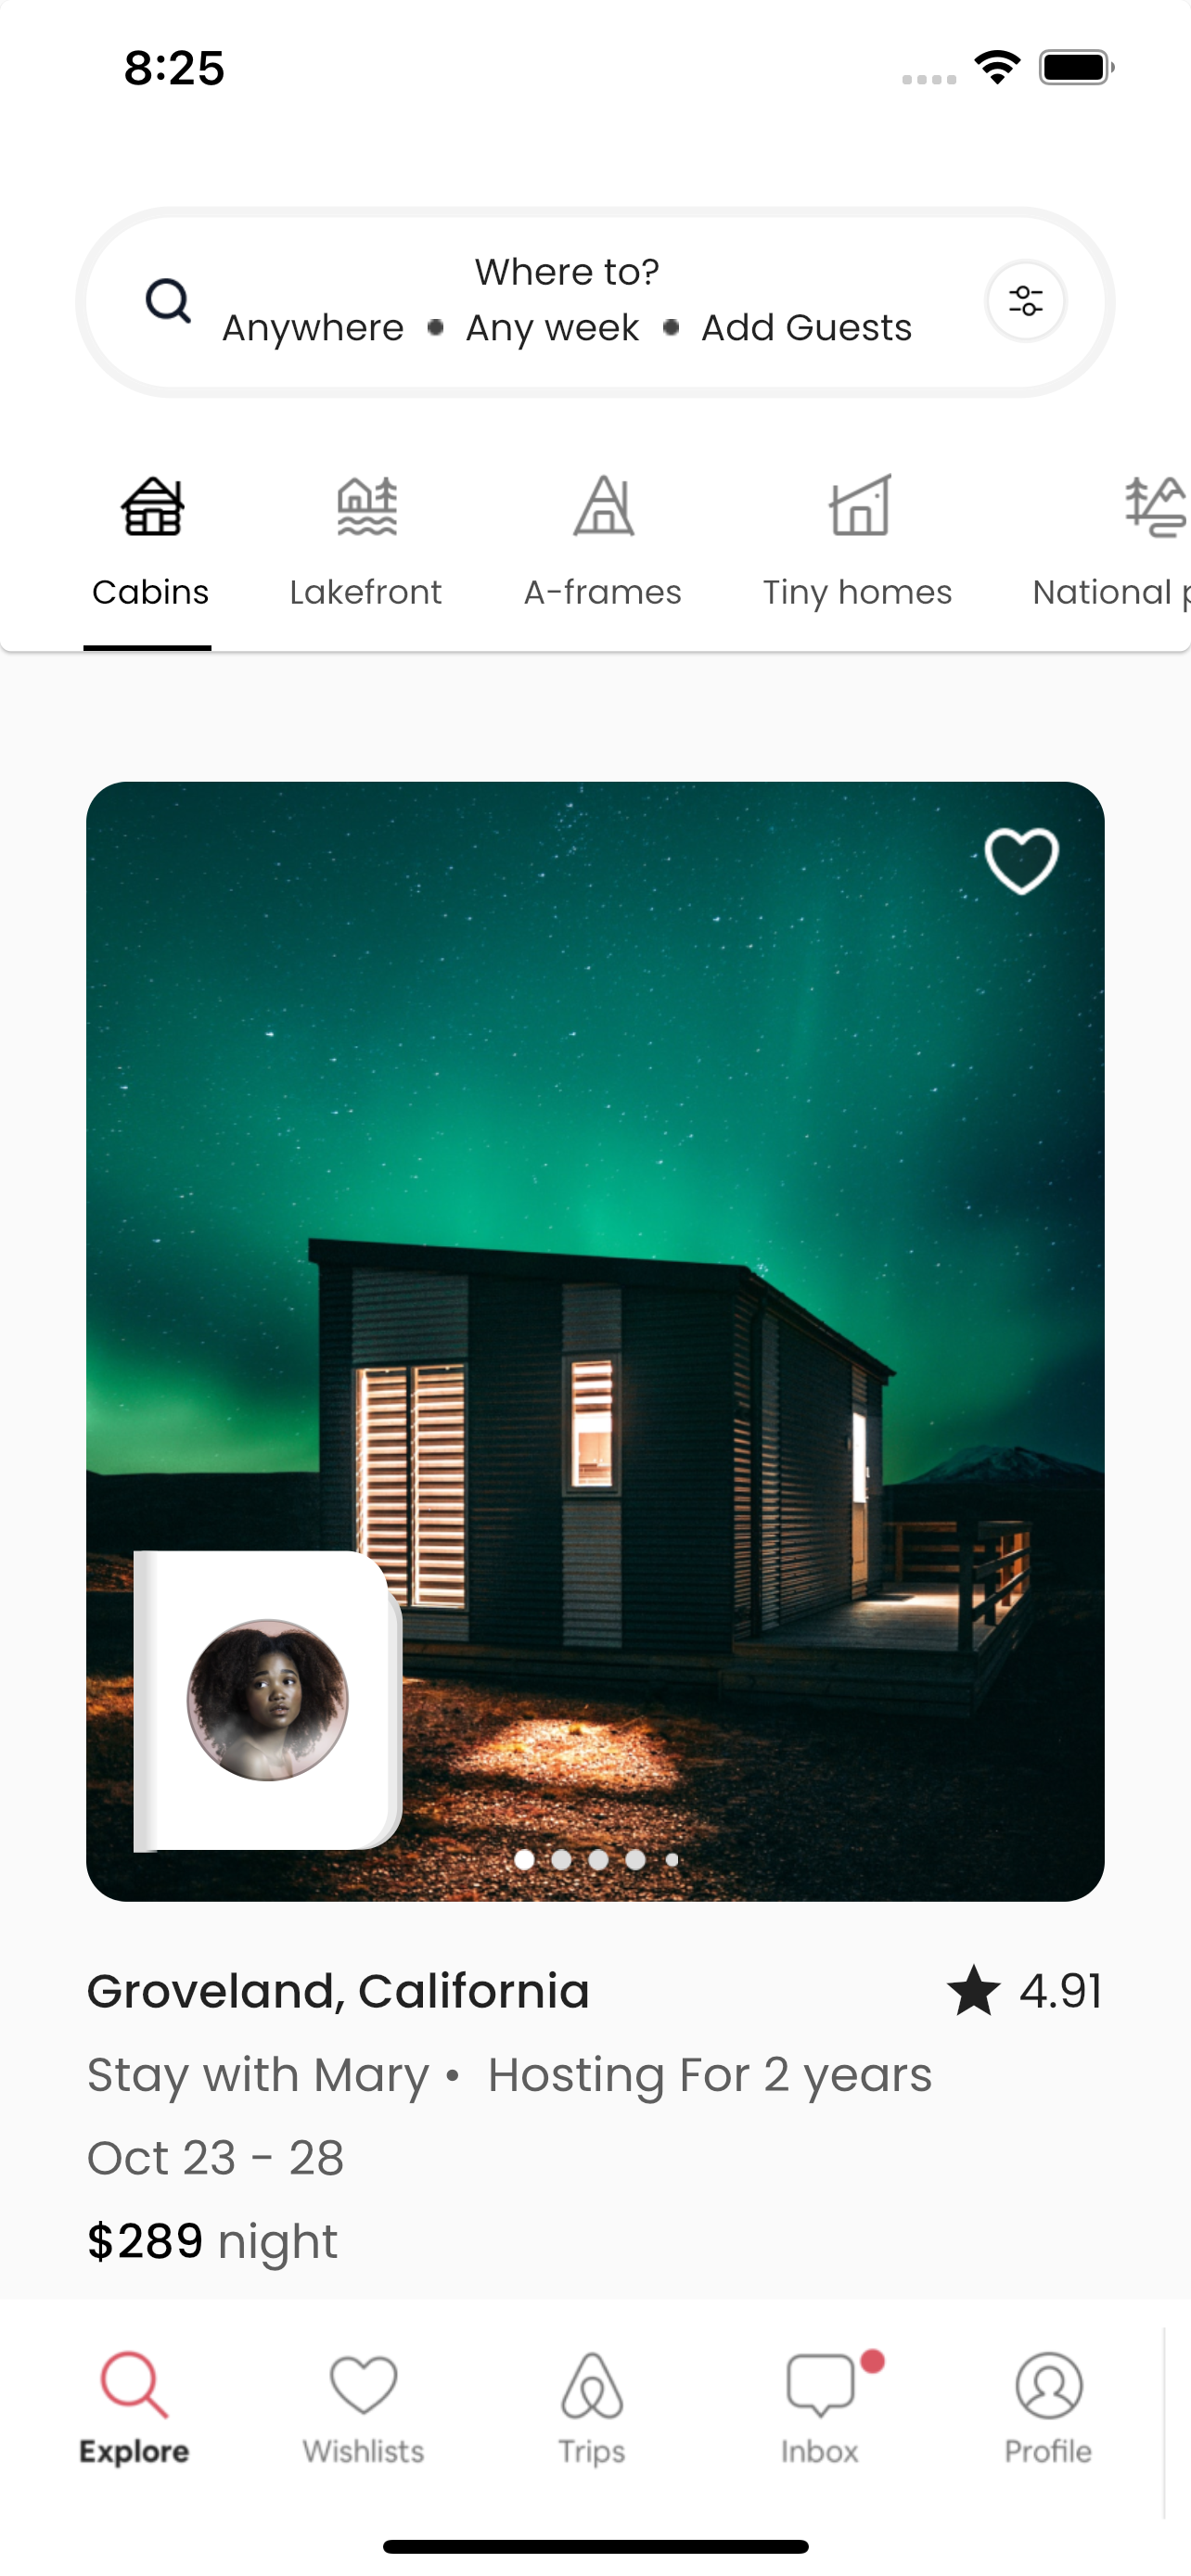 8:25
Where to?
Anywhere • Any week • Add Guests
Cabins Lakefront A-frames Tiny homes National p
Groveland, California 4.91
Stay with Mary • Hosting For 2 years
Oct 23 - 28
$289 night
Explore Wishlists Trips Inbox Profile